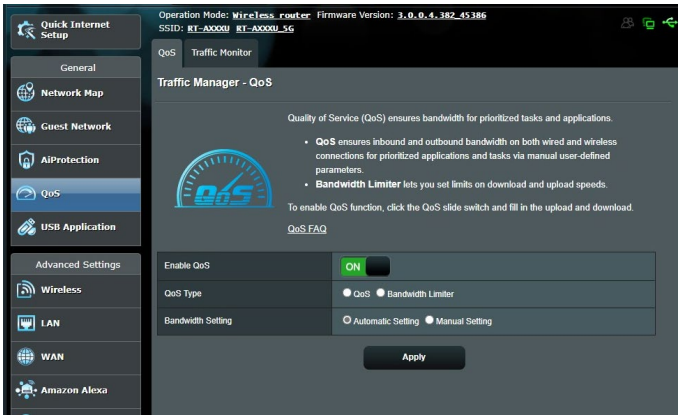 Quick Internet
Setup
Operation Mode: Wireless router Firmware Version: 3.0.0.4.382_45386
SSID: RT-AXXXU RT-AXXXU_5G
QoS Traffic Monitor
General
Network Map
Guest Network
AiProtection
QoS
USB Application
Advanced Settings
Wireless
LAN
WAN
Amazon Alexa
Traffic Manager - QoS
Quality of Service (QoS) ensures bandwidth for prioritized tasks and applications.
• QoS ensures inbound and outbound bandwidth on both wired and wireless
connections for prioritized applications and tasks via manual user-defined
parameters.
• Bandwidth Limiter lets you set limits on download and upload speeds.
To enable QoS function, click the QoS slide switch and fill in the upload and download.
QoS FAQ
QoS
Enable QoS ON
QoS Type QoS Bandwidth Limiter
Bandwidth Setting Automatic Setting Manual Setting
Apply